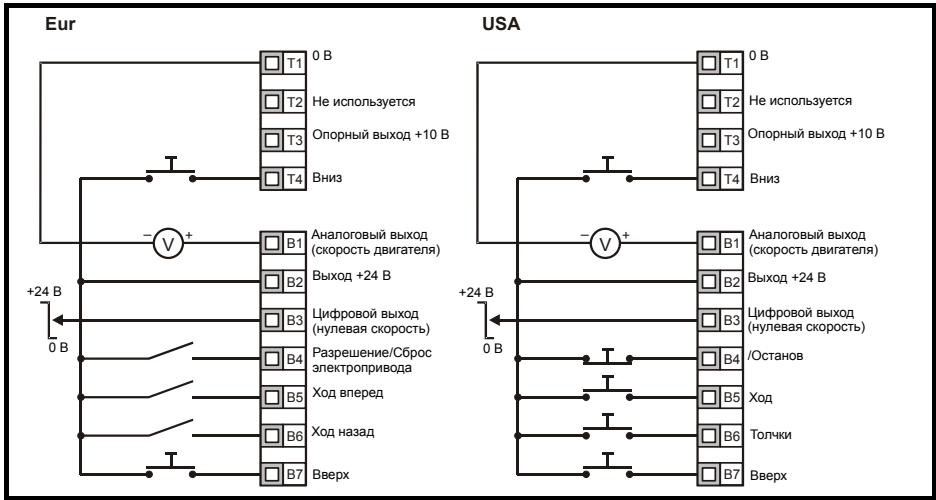 Eur
T1 0 В
T2 Не используется
T3 Опорный выход +10 В
T4 Вниз
– V +
B1 Аналоговый выход
(скорость двигателя)
B2 Выход +24 В
+24 В
0 В
B3 Цифровой выход
(нулевая скорость)
B4 Разрешение/Сброс
электропривода
B5 Ход вперед
B6 Ход назад
B7 Вверх
USA
T1 0 В
T2 Не используется
T3 Опорный выход +10 В
T4 Вниз
– V +
B1 Аналоговый выход
(скорость двигателя)
B2 Выход +24 В
+24 В
0 В
B3 Цифровой выход
(нулевая скорость)
B4 /Останов
B5 Ход
B6 Толчки
B7 Вверх